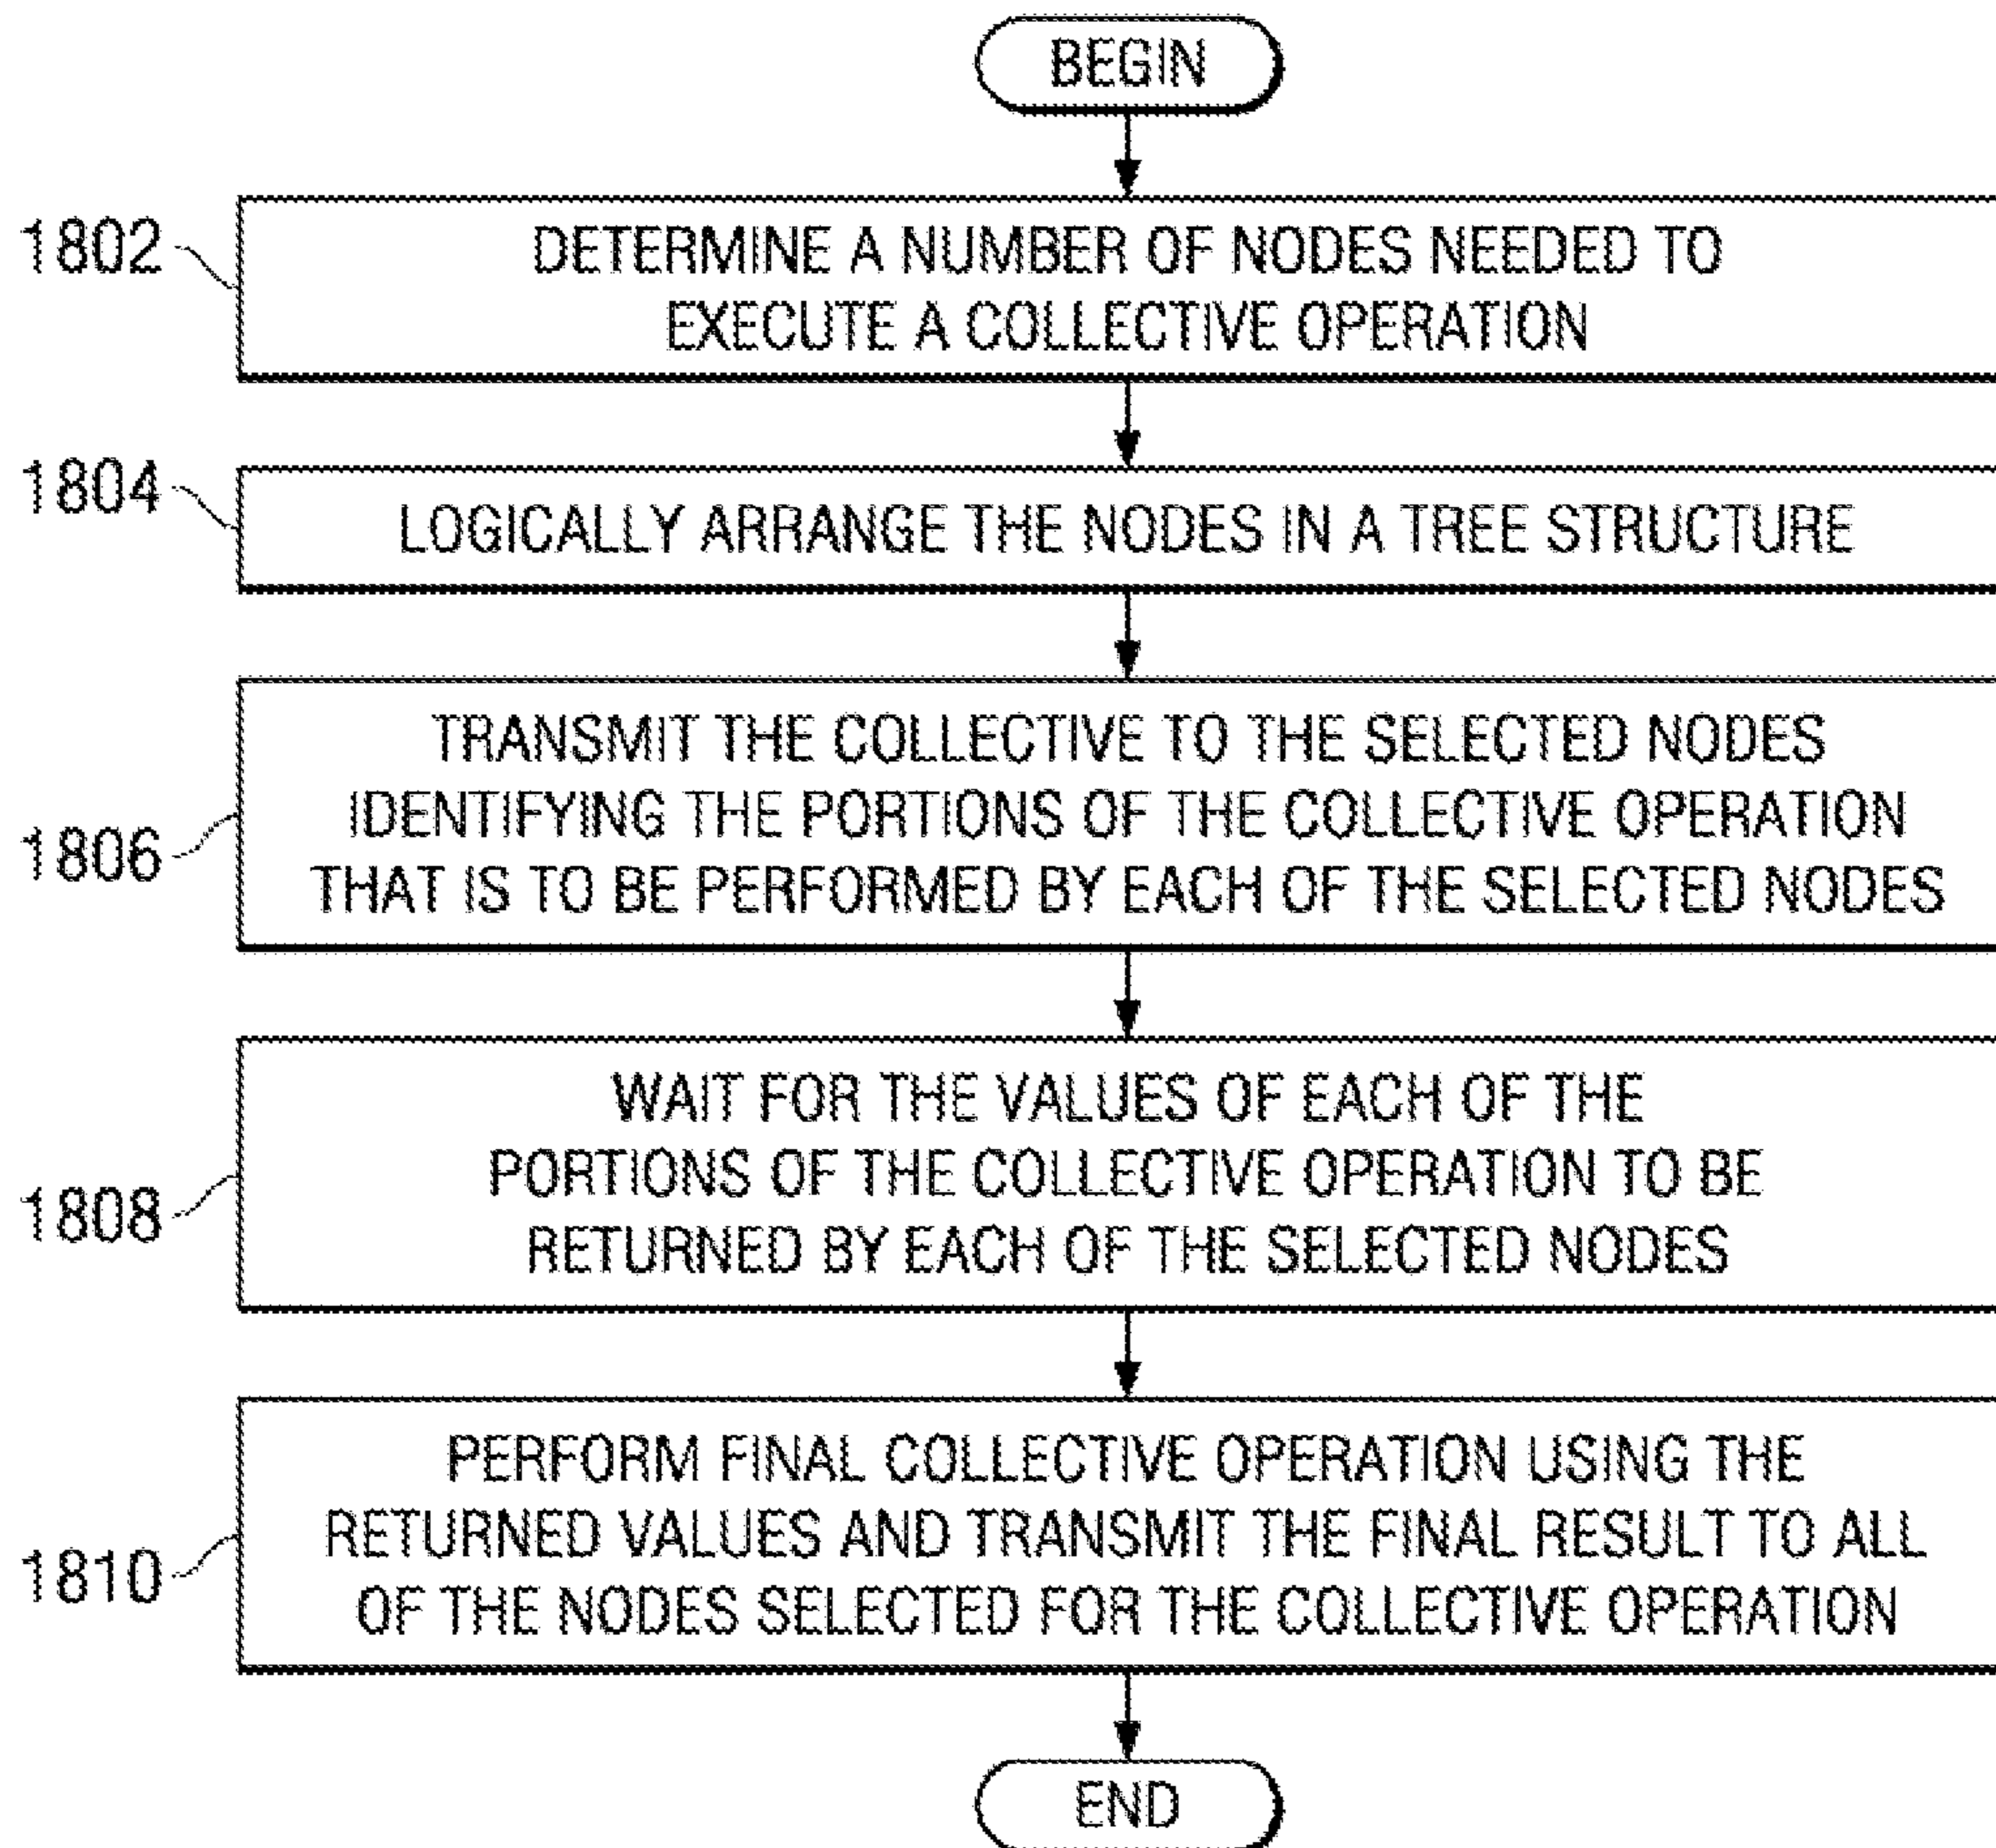 BEGIN
1802
DETERMINE A NUMBER OF NODES NEEDED TO
EXECUTE A COLLECTIVE OPERATION
1804
LOGICALLY ARRANGE THE NODES IN A TREE STRUCTURE
1806
TRANSMIT THE COLLECTIVE TO THE SELECTED NODES
IDENTIFYING THE PORTIONS OF THE COLLECTIVE OPERATION
THAT IS TO BE PERFORMED BY EACH OF THE SELECTED NODES
1808
WAIT FOR THE VALUES OF EACH OF THE
PORTIONS OF THE COLLECTIVE OPERATION TO BE
RETURNED BY EACH OF THE SELECTED NODES
1810
PERFORM FINAL COLLECTIVE OPERATION USING THE
RETURNED VALUES AND TRANSMIT THE FINAL RESULT TO ALL
OF THE NODES SELECTED FOR THE COLLECTIVE OPERATION
END